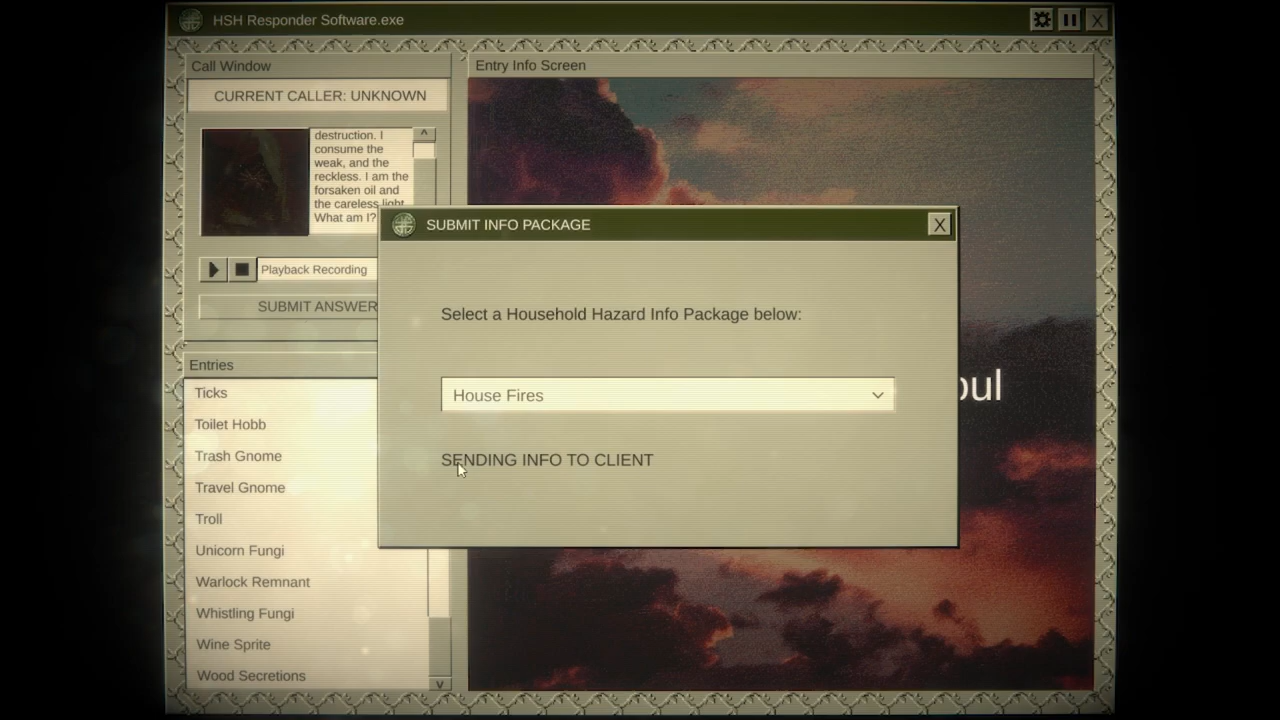 HSH Responder Software.exe
X
Call Window
CURRENT CALLER: UNKNOWN
destruction. I
consume the
weak, and the
reckless. I am the
forsaken oil and
the careless light.
What am I?
Playback Recording
SUBMIT ANSWER
Entries
Ticks
Toilet Hobb
Trash Gnome
Travel Gnome
Troll
Unicorn Fungi
Warlock Remnant
Whistling Fungi
Wine Sprite
Wood Secretions
Entry Info Screen
SUBMIT INFO PACKAGE
X
Select a Household Hazard Info Package below:
House Fires
SENDING INFO TO CLIENT